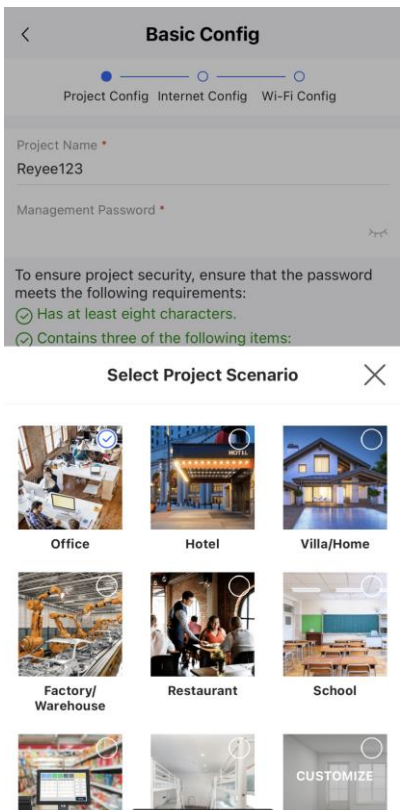 Basic Config
Project Config Internet Config Wi-Fi Config
Project Name *
Reyee123
Management Password *
To ensure project security, ensure that the password
meets the following requirements:
Has at least eight characters.
Contains three of the following items:
Select Project Scenario
HOTEL
Office Hotel Villa/Home
Factory/
Warehouse
Restaurant School
CUSTOMIZE